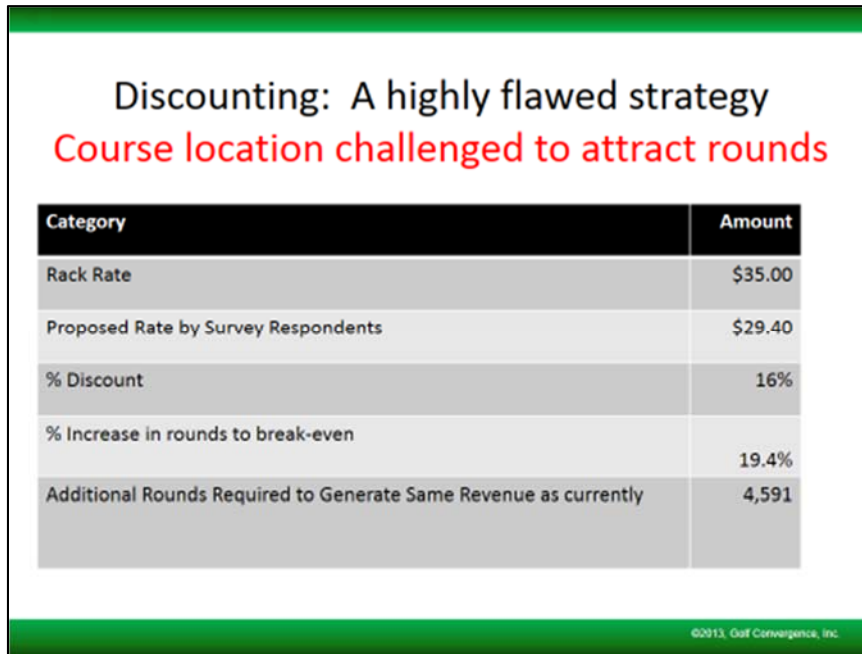 Discounting:  A highly flawed strategy
Course location challenged to attract rounds
Category Amount
Rack Rate $35.00
Proposed Rate by Survey Respondents $29.40
% Discount 16%
% Increase in rounds to break-even
19.4%
Additional Rounds Required to Generate Same Revenue as currently 4,591
©2013, Golf Convergence, Inc.